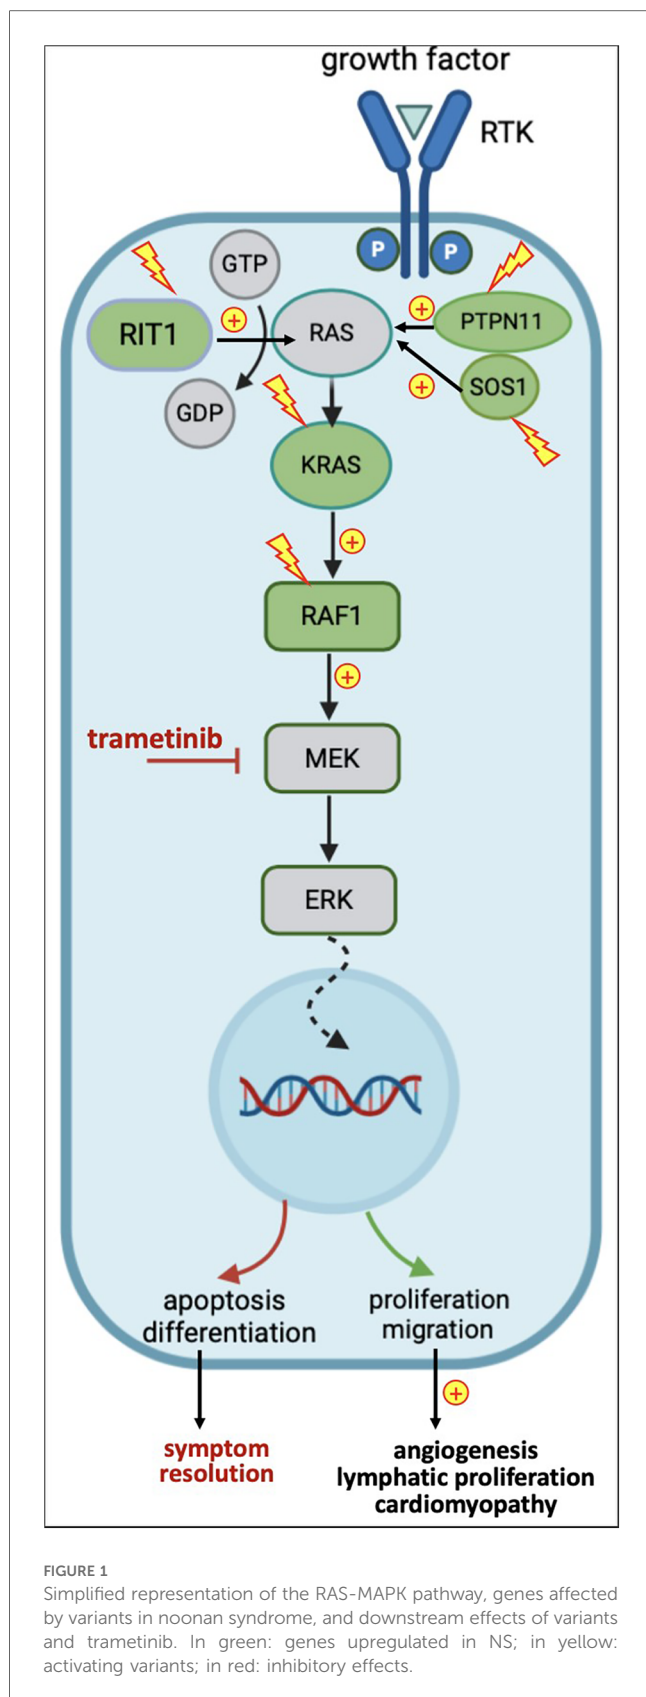 growth factor
RTK
P
P
GTP
RIT1
+
RAS
+
PTPN11
GDP
+
SOS1
KRAS
+
RAF1
+
trametinib
MEK
ERK
apoptosis
differentiation
proliferation
migration
+
symptom
resolution
angiogenesis
lymphatic proliferation
cardiomyopathy
FIGURE 1
Simplified representation of the RAS-MAPK pathway, genes affected
by variants in noonan syndrome, and downstream effects of variants
and trametinib. In green: genes upregulated in NS; in yellow:
activating variants; in red: inhibitory effects.